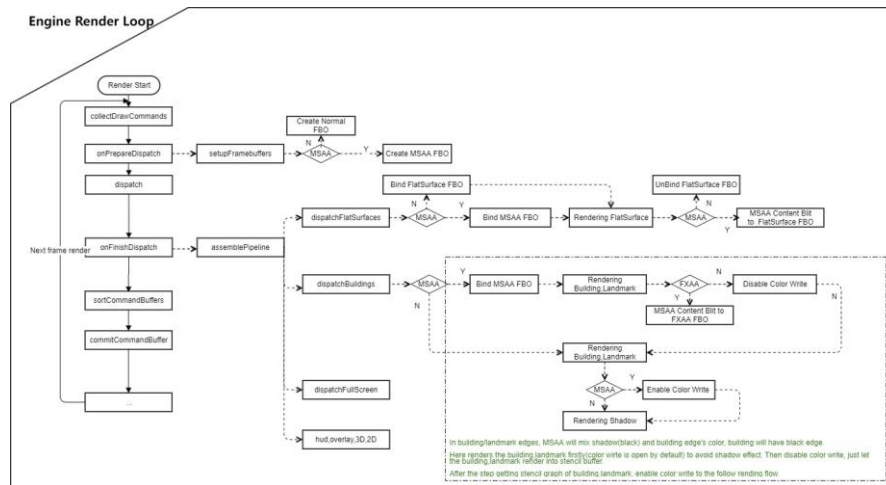 Engine Render Loop
Render Start
collectDrawCommands
onPrepareDispatch
setupFramebuffers
MSAA
N
Create Normal
FBO
Y
Create MSAA FBO
dispatch
Next frame render
onFinishDispatch
assemblePipeline
sortCommandBuffers
commitCommandBuffer
...
dispatchFlatSurfaces
MSAA
N
Bind FlatSurface FBO
Y
Bind MSAA FBO
Rendering FlatSurface
MSAA
N
UnBind FlatSurface FBO
Y
MSAA Content Blit
to FlatSurface FBO
dispatchBuildings
MSAA
Y
Bind MSAA FBO
Rendering
Building,Landmark
FXAA
N
Disable Color Write
N
Y
MSAA Content Blit to
FXAA FBO
N
Rendering
Building,Landmark
MSAA
Y
Enable Color Write
N
Rendering Shadow
dispatchFullScreen
hud,overlay,3D,2D
In building/landmark edges, MSAA will mix shadow(black) and building edge's color, building will have black edge.
Here renders the building,landmark firstly(color wirte is open by default) to avoid shadow effect. Then disable color write, just let
the building,landmark render into stencil buffer.
After the step getting stencil graph of building,landmark, enable color write to the follow rending flow.